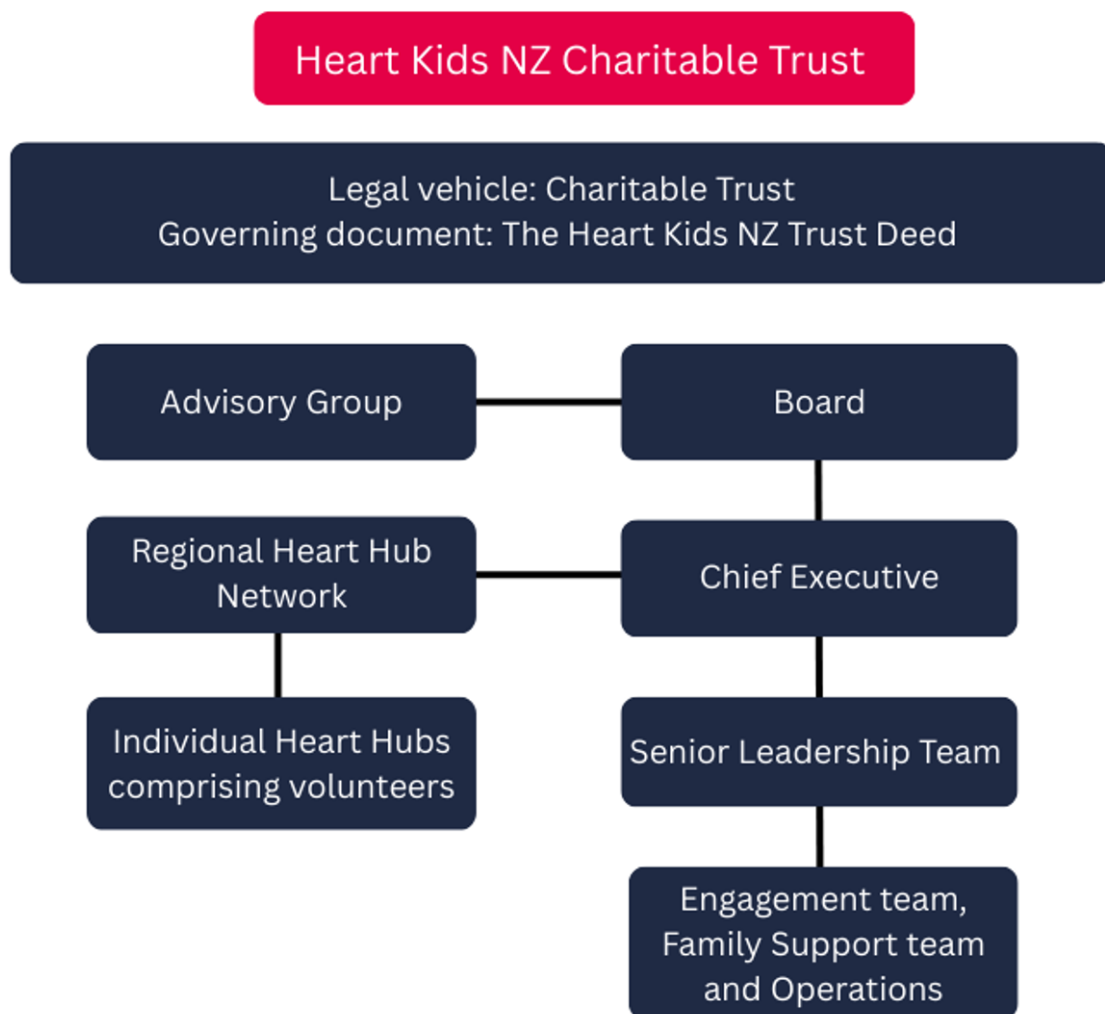 Heart Kids NZ Charitable Trust
Legal vehicle: Charitable Trust
Governing document: The Heart Kids NZ Trust Deed
Advisory Group
Board
Regional Heart Hub
Network
Chief Executive
Individual Heart Hubs
comprising volunteers
Senior Leadership Team
Engagement team,
Family Support team
and Operations